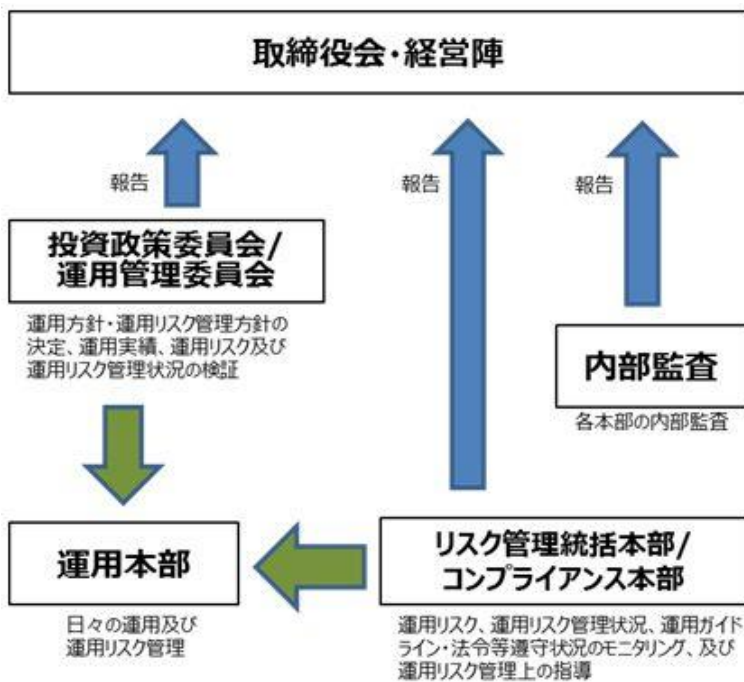 取締役会・経営陣
報告
報告
報告
投資政策委員会/
運用管理委員会
運用方針・運用リスク管理方針の
決定、運用実績、運用リスク及び
運用リスク管理状況の検証
内部監査
各本部の内部監査
運用本部
日々の運用及び
運用リスク管理
リスク管理統括本部/
コンプライアンス本部
運用リスク、運用リスク管理状況、運用ガイド
ライン・法令等遵守状況のモニタリング、及び
運用リスク管理上の指導